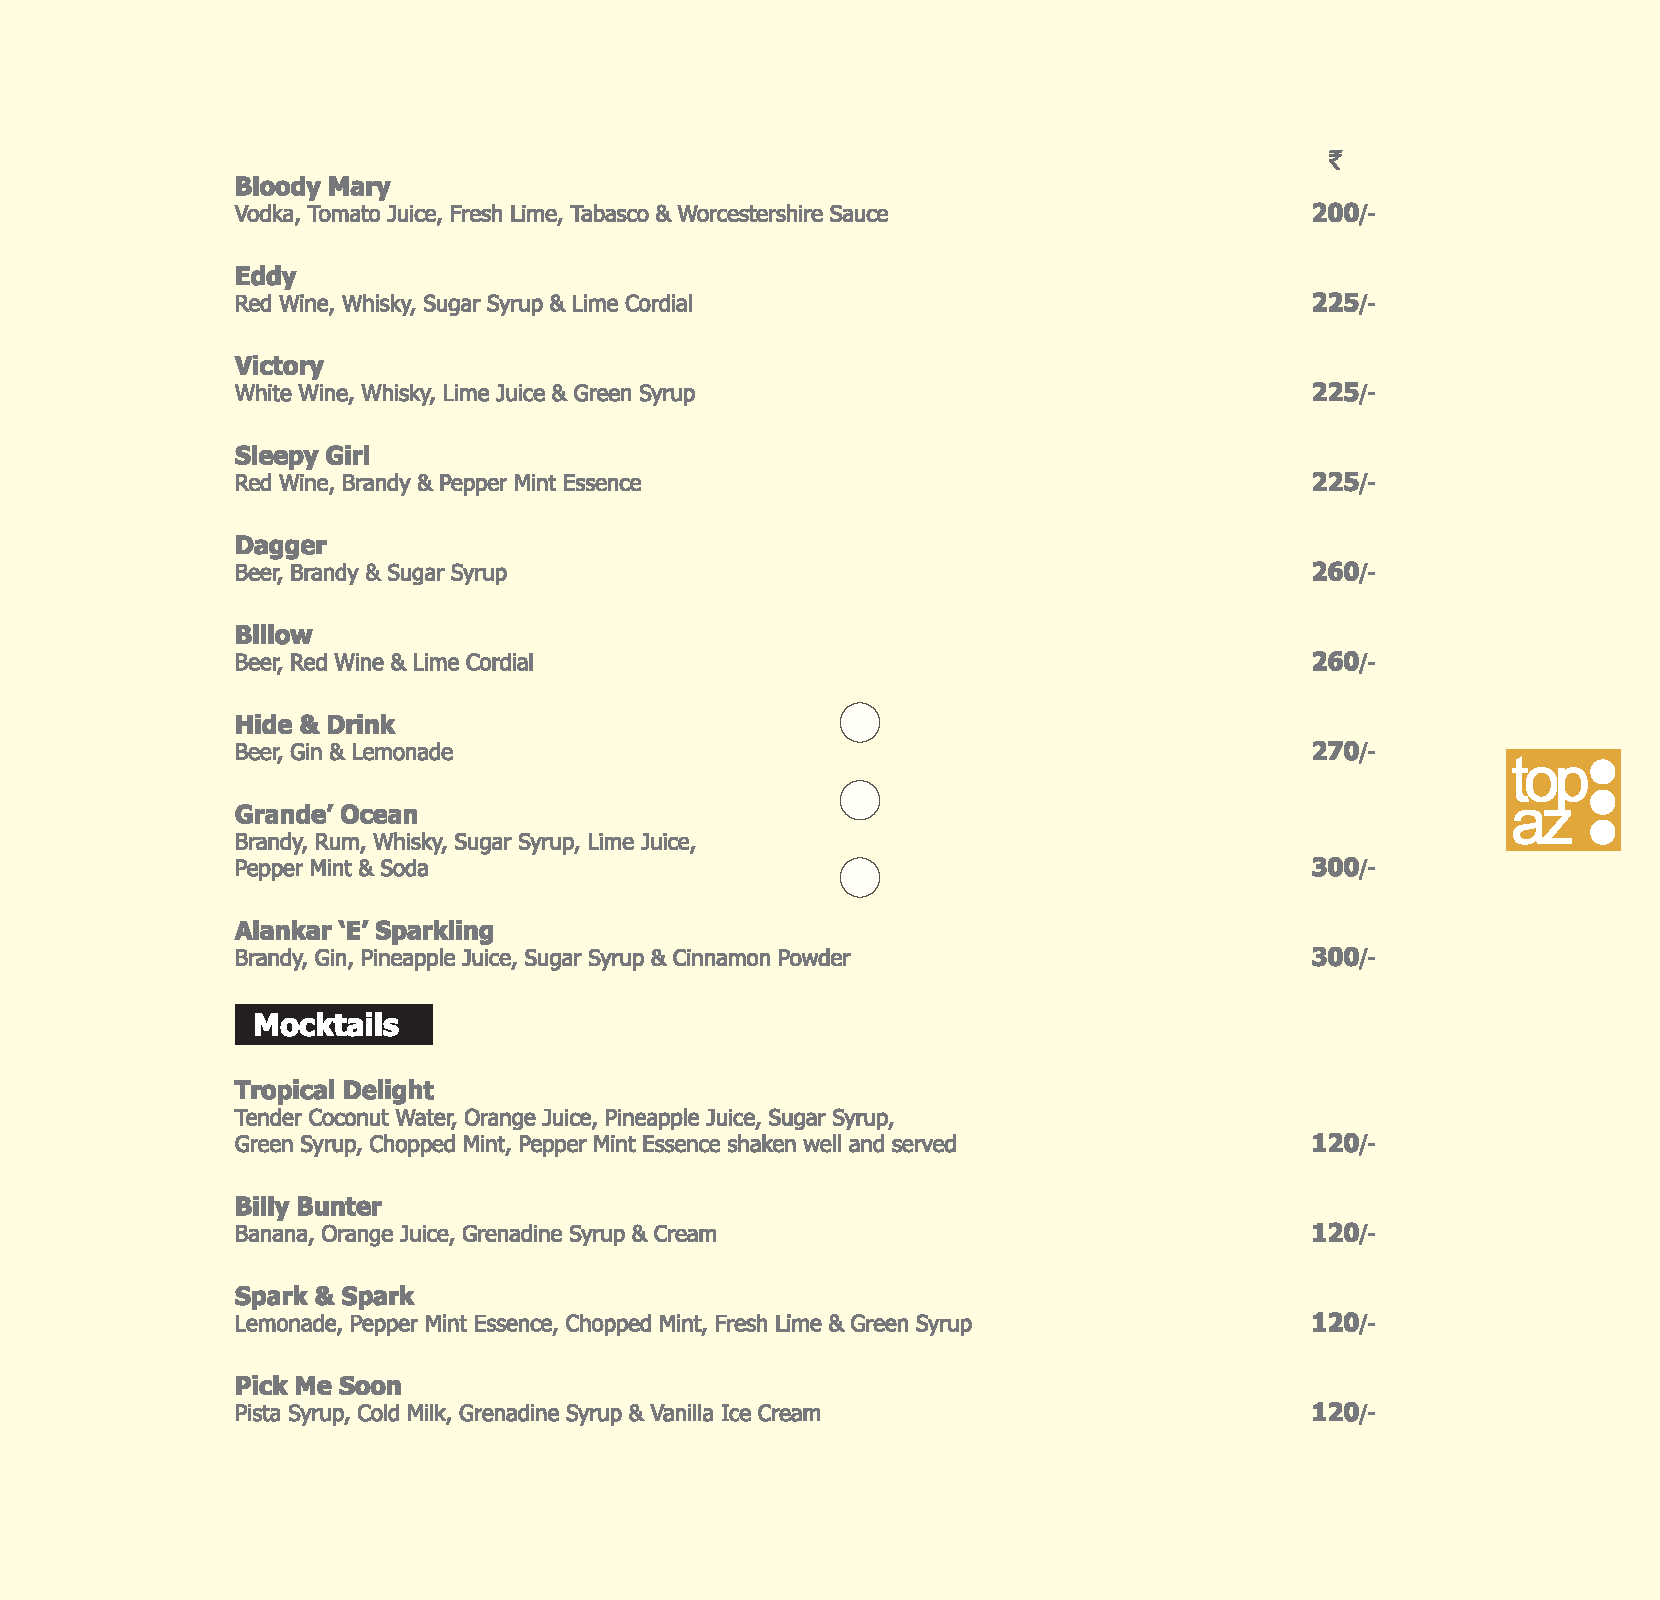 ₹
Bloody Mary
Vodka, Tomato Juice, Fresh Lime, Tabasco & Worcestershire Sauce 200/-
Eddy
Red Wine, Whisky, Sugar Syrup & Lime Cordial 225/-
Victory
White Wine, Whisky, Lime Juice & Green Syrup 225/-
Sleepy Girl
Red Wine, Brandy & Pepper Mint Essence 225/-
Dagger
Beer, Brandy & Sugar Syrup 260/-
Billow
Beer, Red Wine & Lime Cordial 260/-
Hide & Drink
Beer, Gin & Lemonade 270/-
Grande’ Ocean
Brandy, Rum, Whisky, Sugar Syrup, Lime Juice,
Pepper Mint & Soda 300/-
Alankar ‘E’ Sparkling
Brandy, Gin, Pineapple Juice, Sugar Syrup & Cinnamon Powder 300/-
Mocktails
Tropical Delight
Tender Coconut Water, Orange Juice, Pineapple Juice, Sugar Syrup,
Green Syrup, Chopped Mint, Pepper Mint Essence shaken well and served 120/-
Billy Bunter
Banana, Orange Juice, Grenadine Syrup & Cream 120/-
Spark & Spark
Lemonade, Pepper Mint Essence, Chopped Mint, Fresh Lime & Green Syrup 120/-
Pick Me Soon
Pista Syrup, Cold Milk, Grenadine Syrup & Vanilla Ice Cream 120/-
top
az